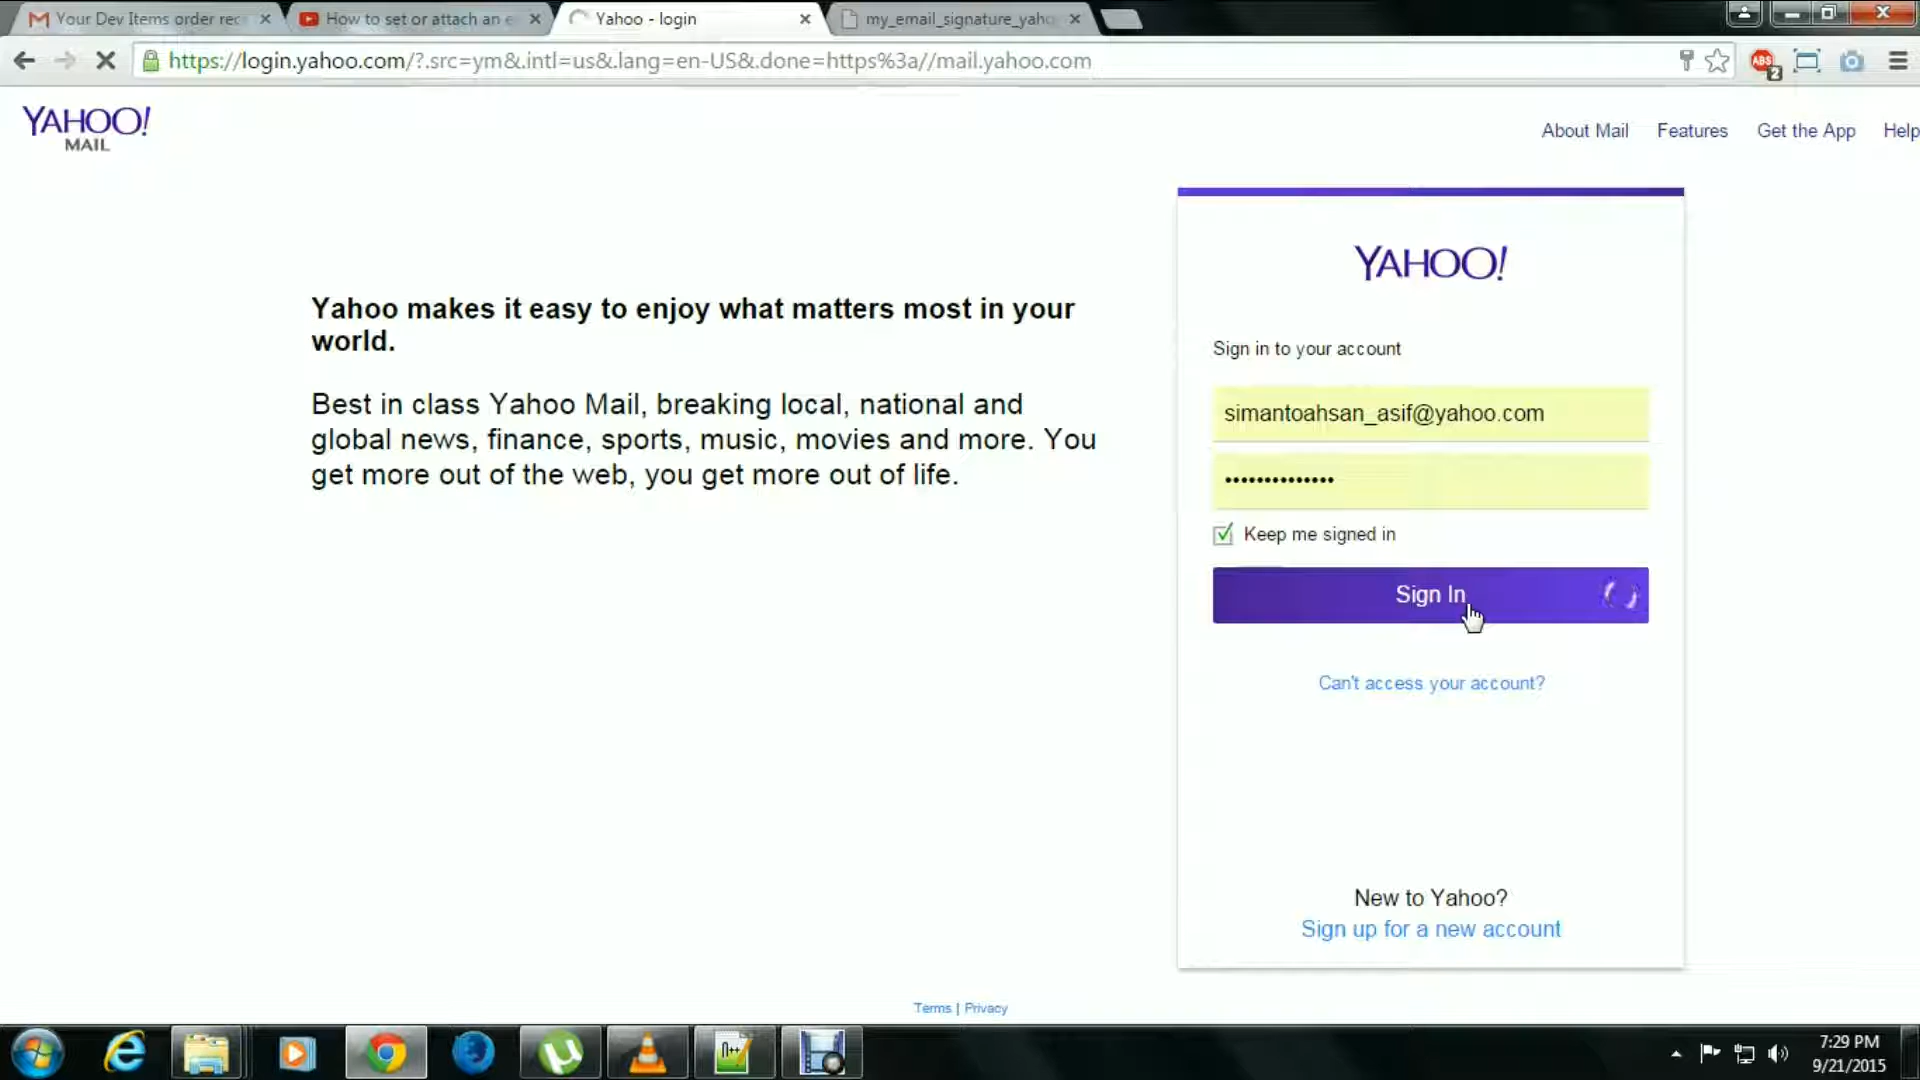 Your Dev Items order rec
How to set or attach an e
Yahoo - login
my_email_signature_yaho
https://login.yahoo.com/?.src=ym&.intl=us&.lang=en-US&.done=https%3a//mail.yahoo.com
ABS
2
YAHOO!
MAIL
About Mail
Features
Get the App
Help
YAHOO!
Yahoo makes it easy to enjoy what matters most in your
world.
Best in class Yahoo Mail, breaking local, national and
global news, finance, sports, music, movies and more. You
get more out of the web, you get more out of life.
Sign in to your account
simantoahsan_asif@yahoo.com
••••••••••••••
Keep me signed in
Sign In
Can't access your account?
New to Yahoo?
Sign up for a new account
Terms | Privacy
7:29 PM
9/21/2015